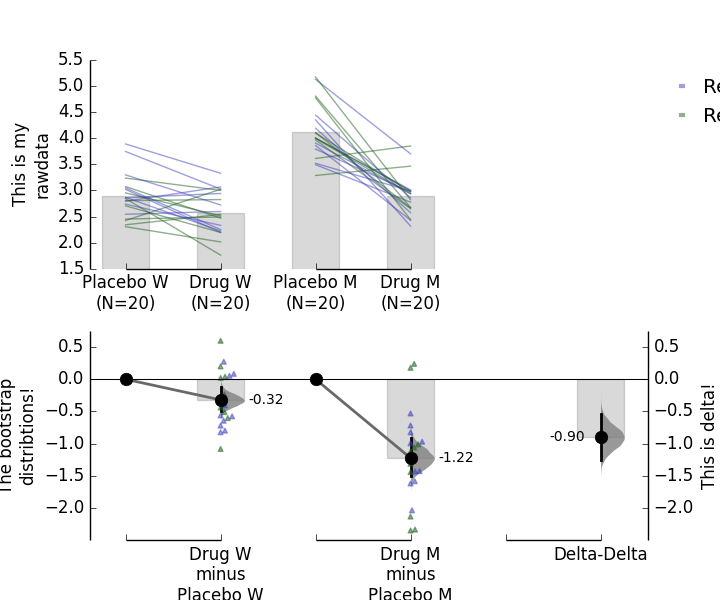 5.5
5.0
4.5
4.0
3.5
3.0
2.5
2.0
1.5
This is my
rawdata
Placebo W
(N=20)
Drug W
(N=20)
Placebo M
(N=20)
Drug M
(N=20)
Re
Re
0.5
0.0
−0.5
−1.0
−1.5
−2.0
The bootstrap
distribtions!
-0.32
-1.22
-0.90
0.5
0.0
−0.5
−1.0
−1.5
−2.0
This is delta!
Drug W
minus
Placebo W
Drug M
minus
Placebo M
Delta-Delta